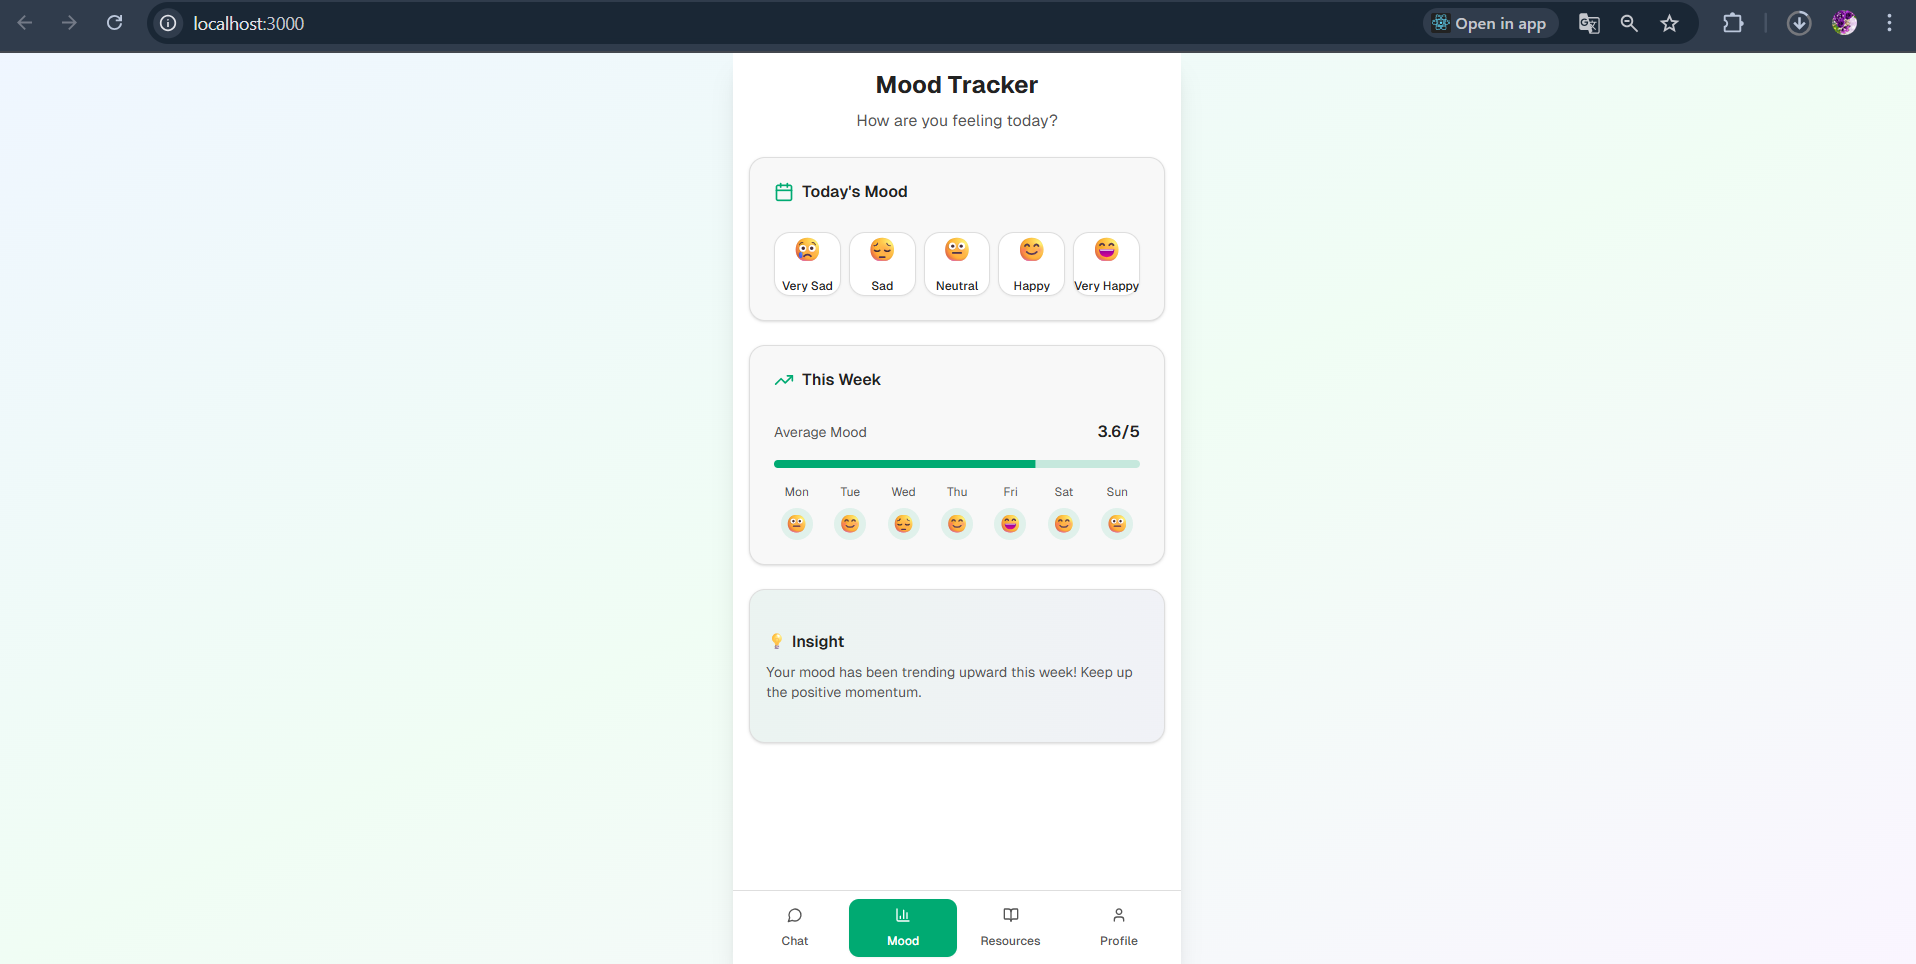 localhost:3000
Open in app
Mood Tracker
How are you feeling today?
Today's Mood
Very Sad Sad Neutral Happy Very Happy
This Week
Average Mood 3.6/5
Mon Tue Wed Thu Fri Sat Sun
Insight
Your mood has been trending upward this week! Keep up
the positive momentum.
Chat Mood Resources Profile